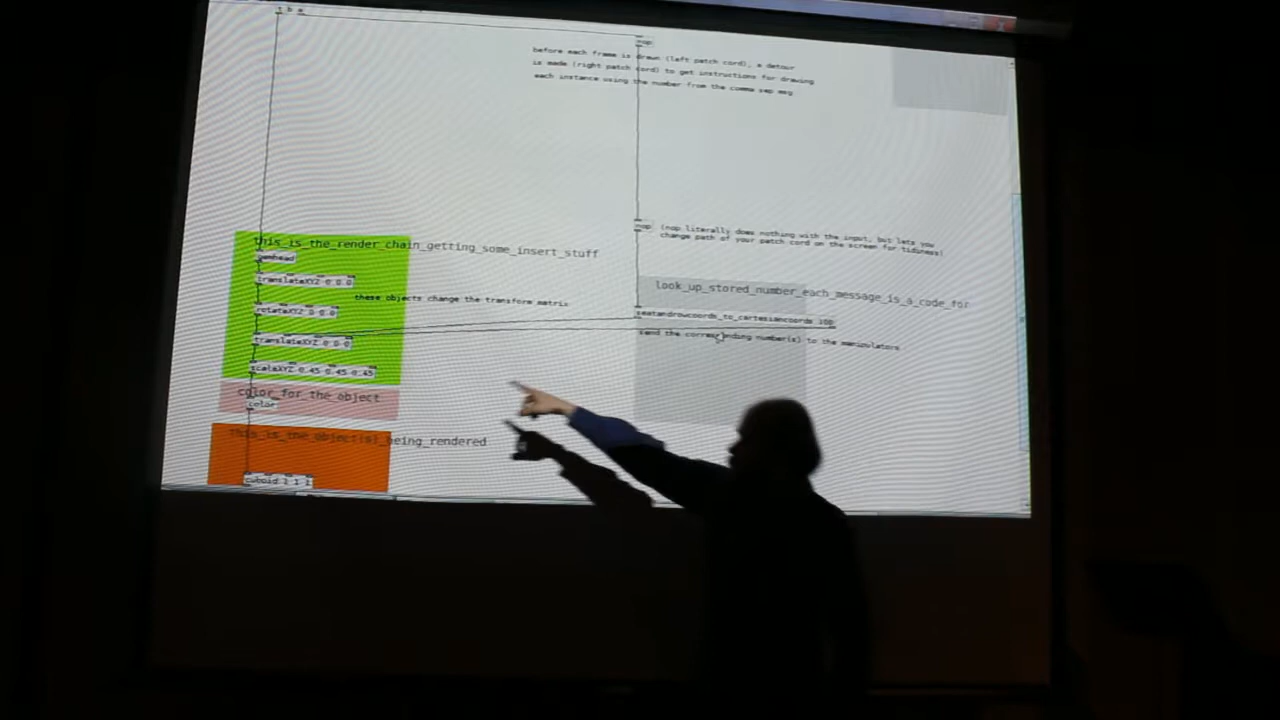 t b a
nop
before each frame is drawn (left patch cord), a detour
is made (right patch cord) to get instructions for drawing
each instance using the number from the comma sep msg
nop
(nop literally does nothing with the input, but lets you
change path of your patch cord on the screen for tidiness)
this_is_the_render_chain_getting_some_insert_stuff
gemhead
translateXYZ 0 0 0
look_up_stored_number_each_message_is_a_code_for
these objects change the transform matrix
rotateXYZ 0 0 0
seatandrowcoords_to_cartesiancoords 100
translateXYZ 0 0 0
send the corresponding number(s) to the manipulators
scaleXYZ 0.45 0.45 0.45
color_for_the_object
color
this_is_the_object(s)_being_rendered
cuboid 1 1 1